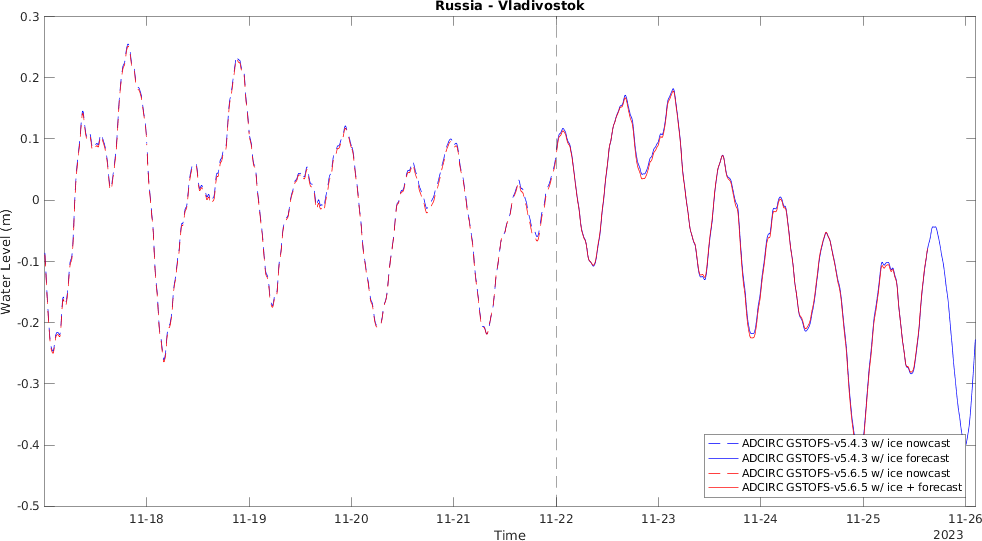 Russia - Vladivostok
0.3
0.2
0.1
0
-0.1
-0.2
-0.3
-0.4
-0.5
Water Level (m)
11-18 11-19 11-20 11-21 11-22 11-23 11-24 11-25 11-26
Time
2023
ADCIRC GSTOFS-v5.4.3 w/ ice nowcast
ADCIRC GSTOFS-v5.4.3 w/ ice forecast
ADCIRC GSTOFS-v5.6.5 w/ ice nowcast
ADCIRC GSTOFS-v5.6.5 w/ ice + forecast